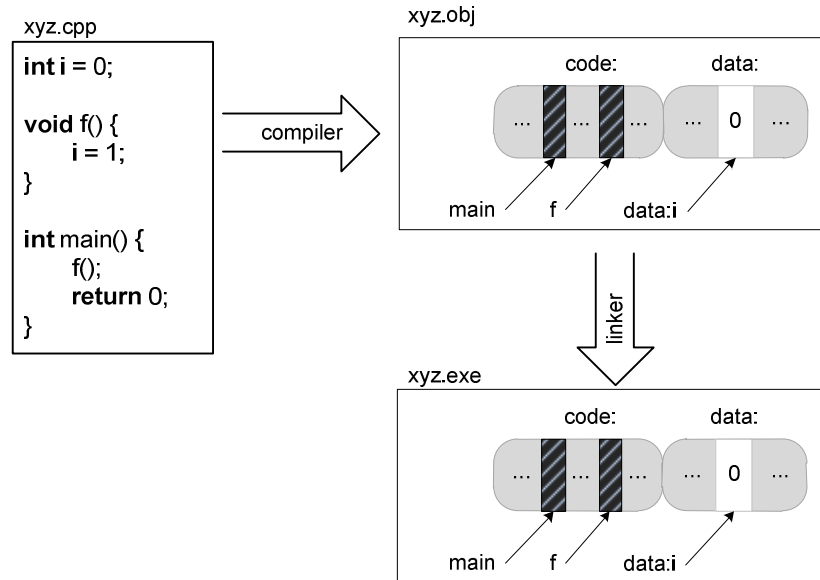 xyz.cpp
int i = 0;
void f() {
i = 1;
}
int main() {
f();
return 0;
}
compiler
xyz.obj
code: data:
... ... ... ... 0 ...
main f data:i
linker
xyz.exe
code: data:
... ... ... ... 0 ...
main f data:i